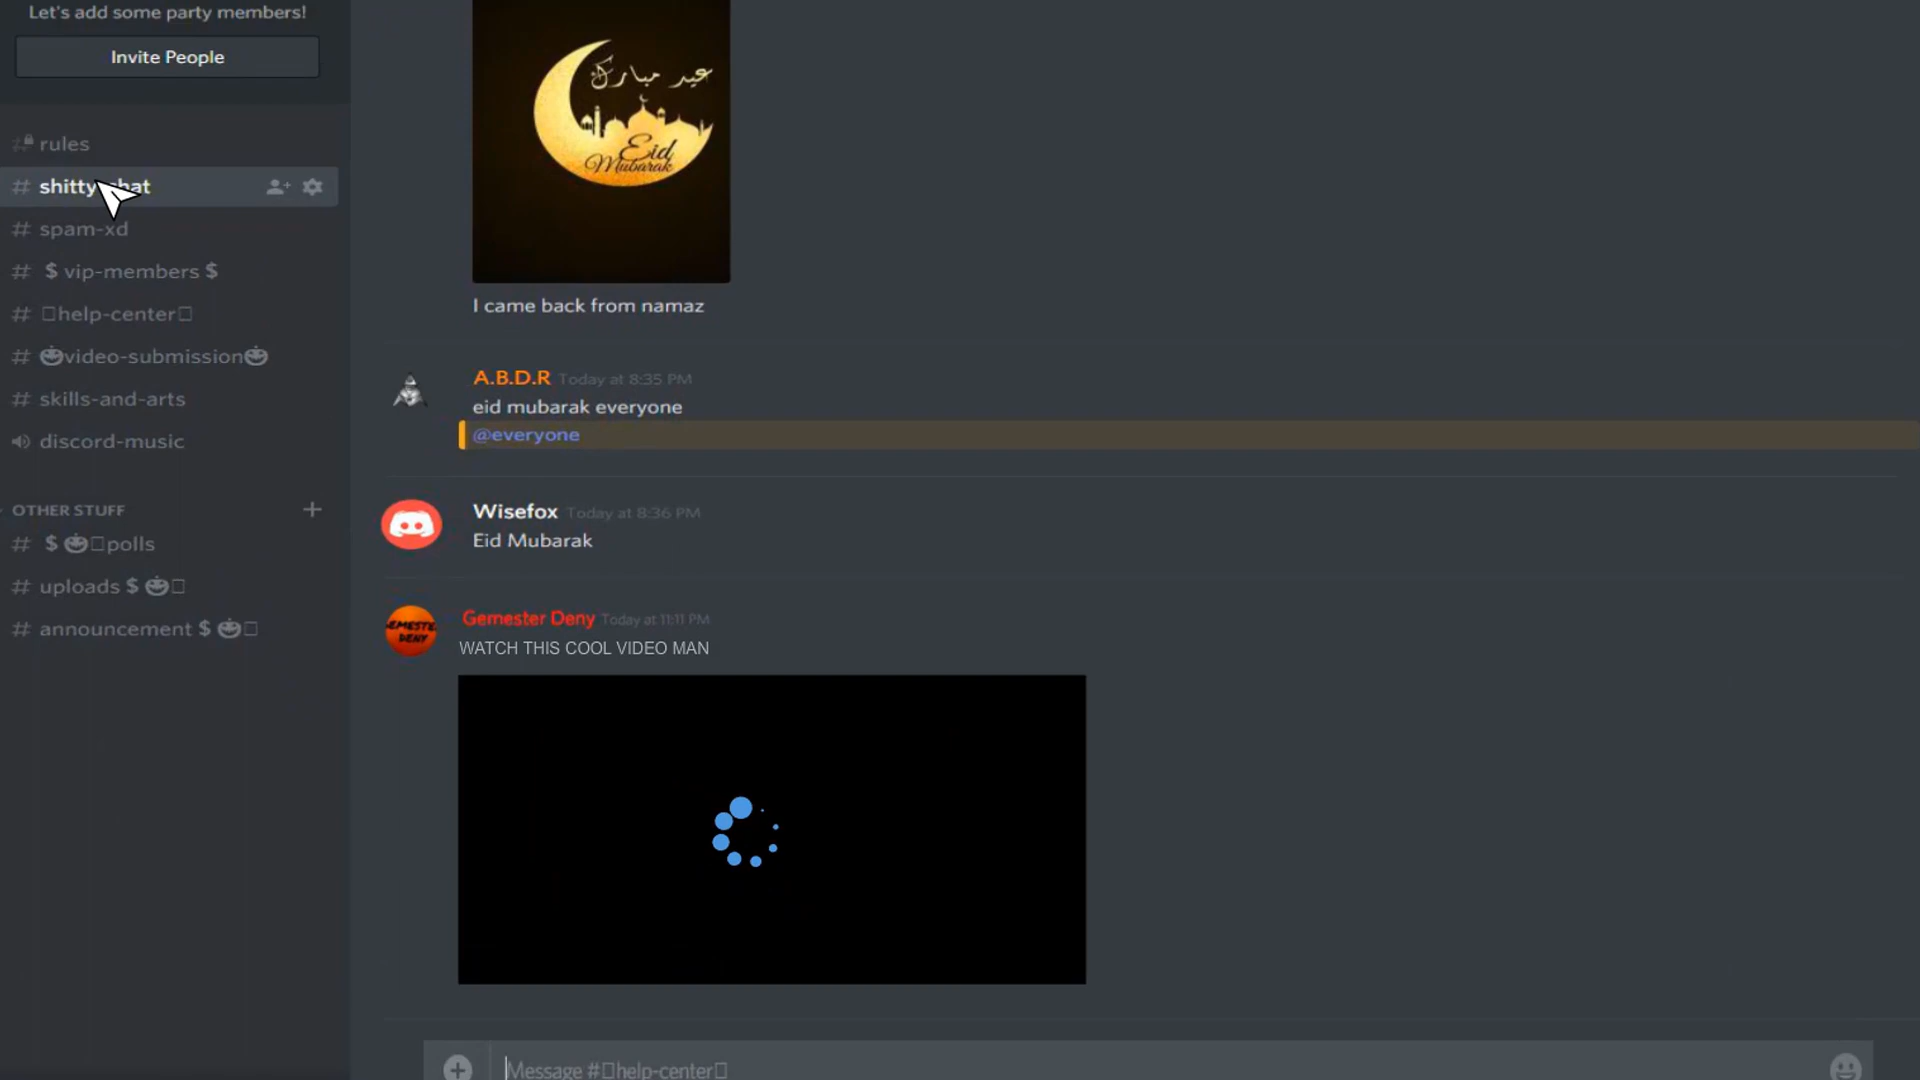 Let's add some party members!
Invite People
rules
# shitty-chat
# spam-xd
# $ vip-members $
# help-center
# video-submission
# skills-and-arts
discord-music
OTHER STUFF
# $ polls
# uploads $
# announcement $
عيد مبارك
Eid
Mubarak
I came back from namaz
A.B.D.R Today at 8:35 PM
eid mubarak everyone
@everyone
Wisefox Today at 8:36 PM
Eid Mubarak
Gemester Deny Today at 11:11 PM
DENY
WATCH THIS COOL VIDEO MAN
Message #help-center